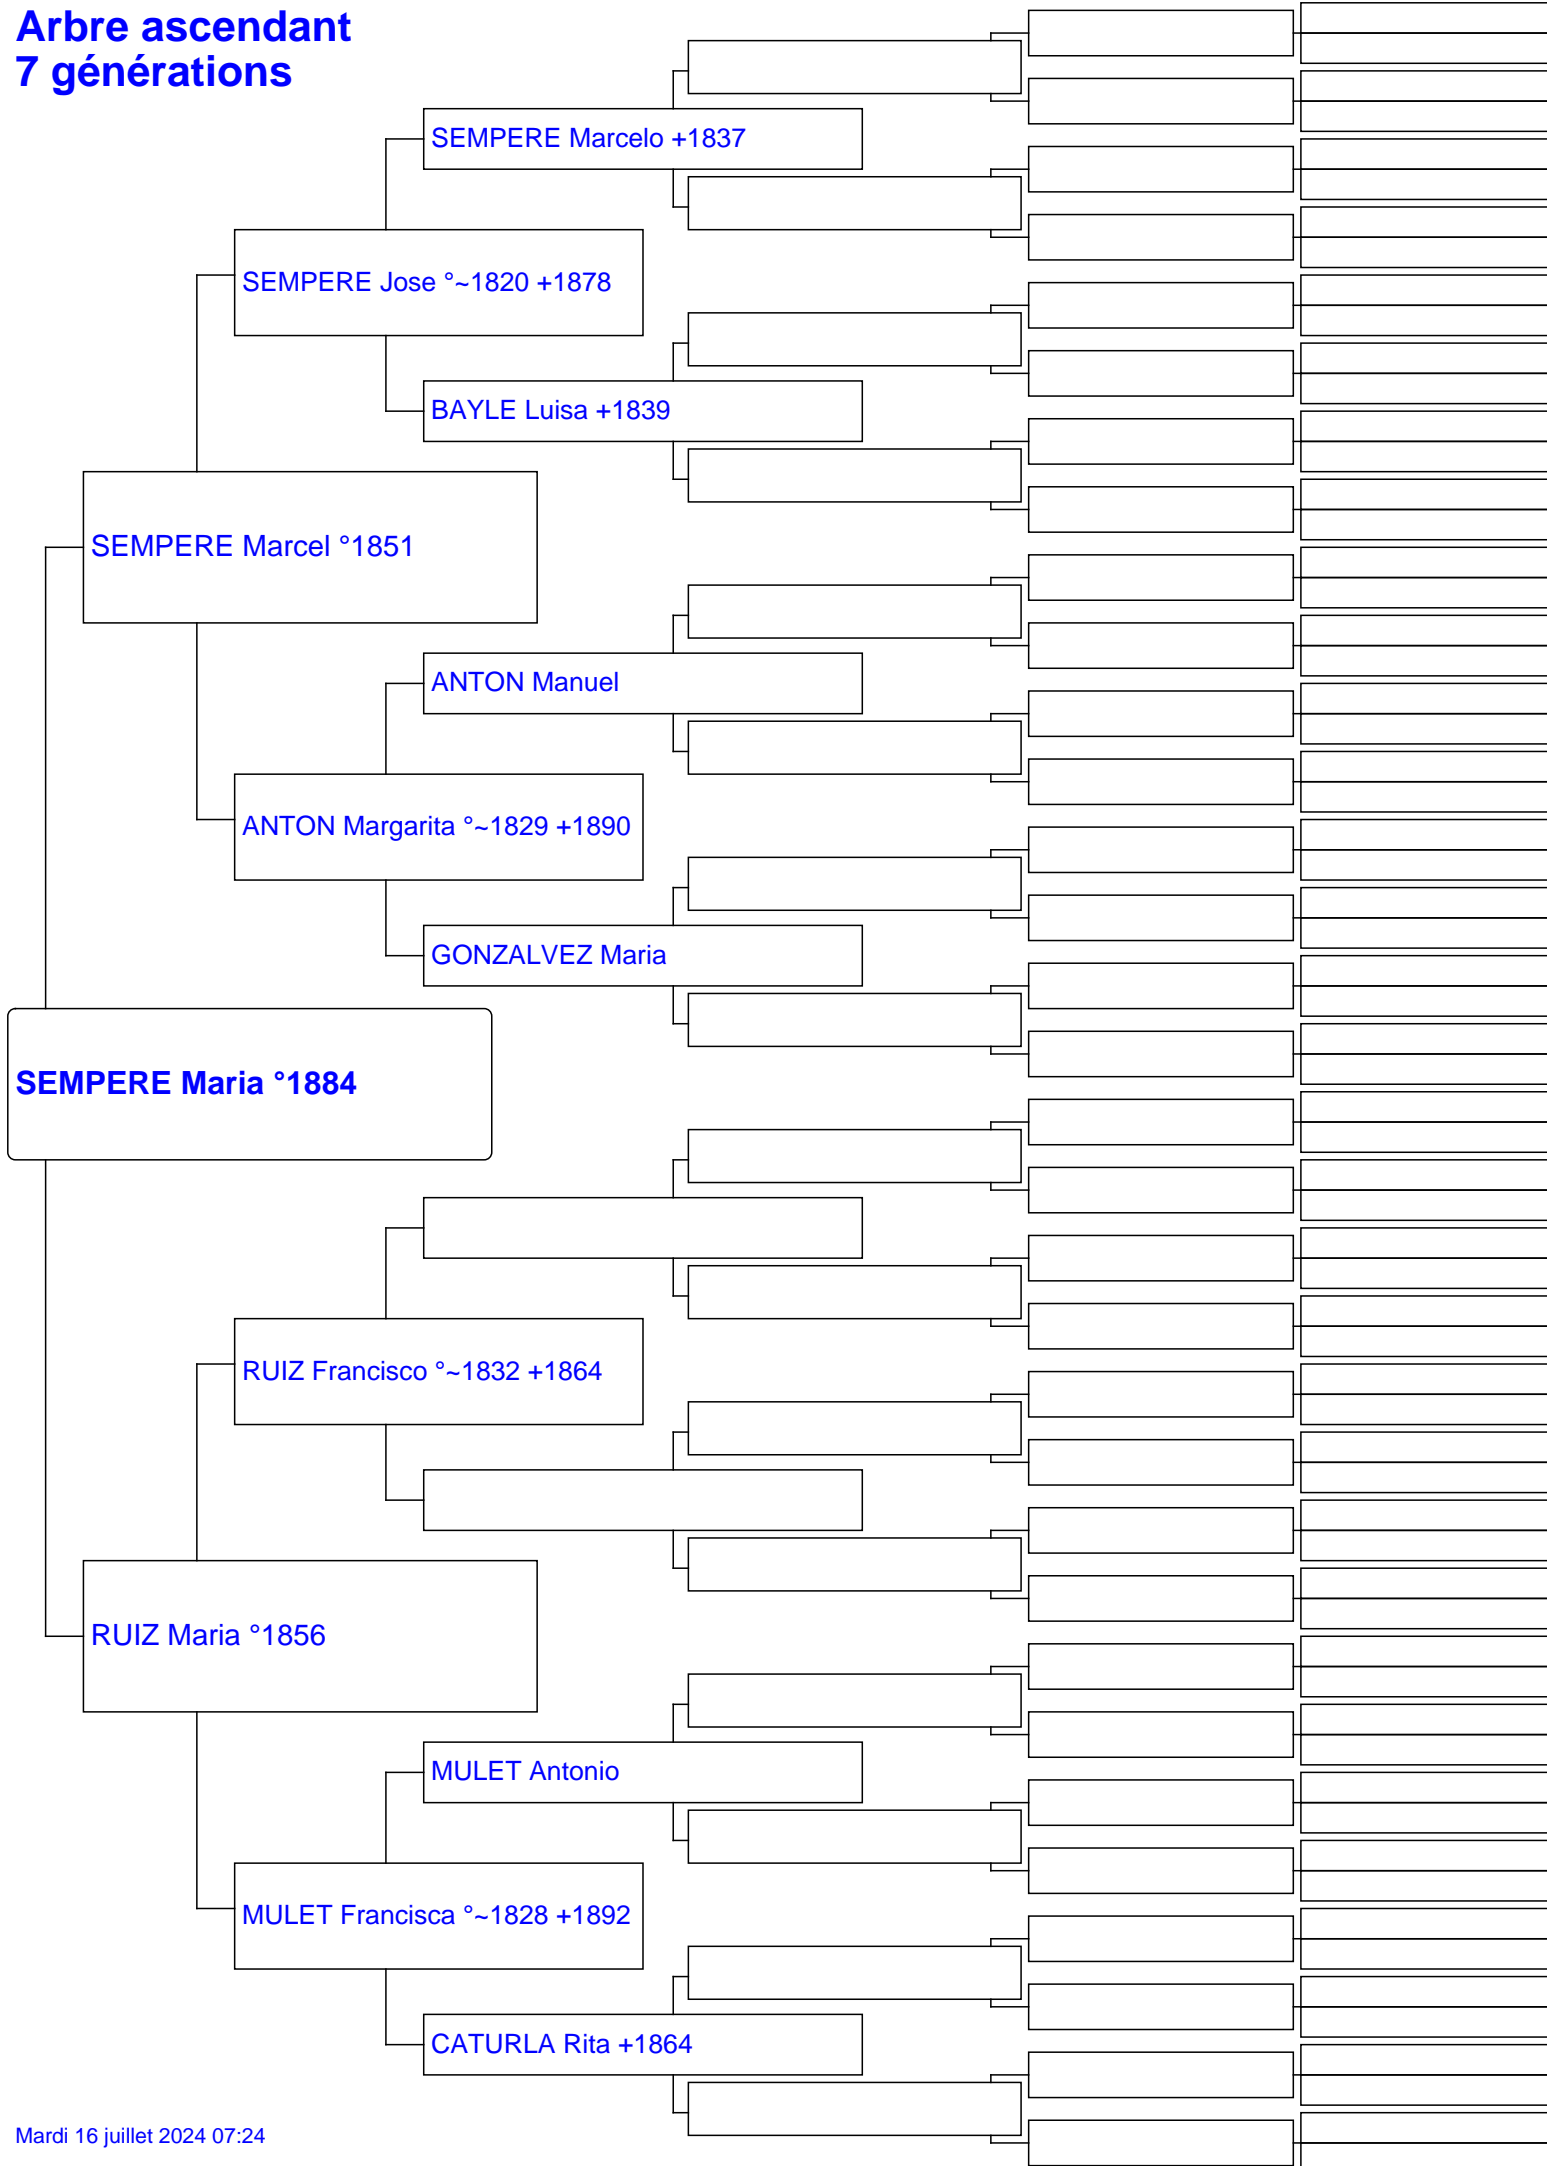 Arbre ascendant
7 générations
SEMPERE Marcelo +1837
SEMPERE Jose °~1820 +1878
BAYLE Luisa +1839
SEMPERE Marcel °1851
ANTON Manuel
ANTON Margarita °~1829 +1890
GONZALVEZ Maria
SEMPERE Maria °1884
RUIZ Francisco °~1832 +1864
RUIZ Maria °1856
MULET Antonio
MULET Francisca °~1828 +1892
CATURLA Rita +1864
Mardi 16 juillet 2024 07:24